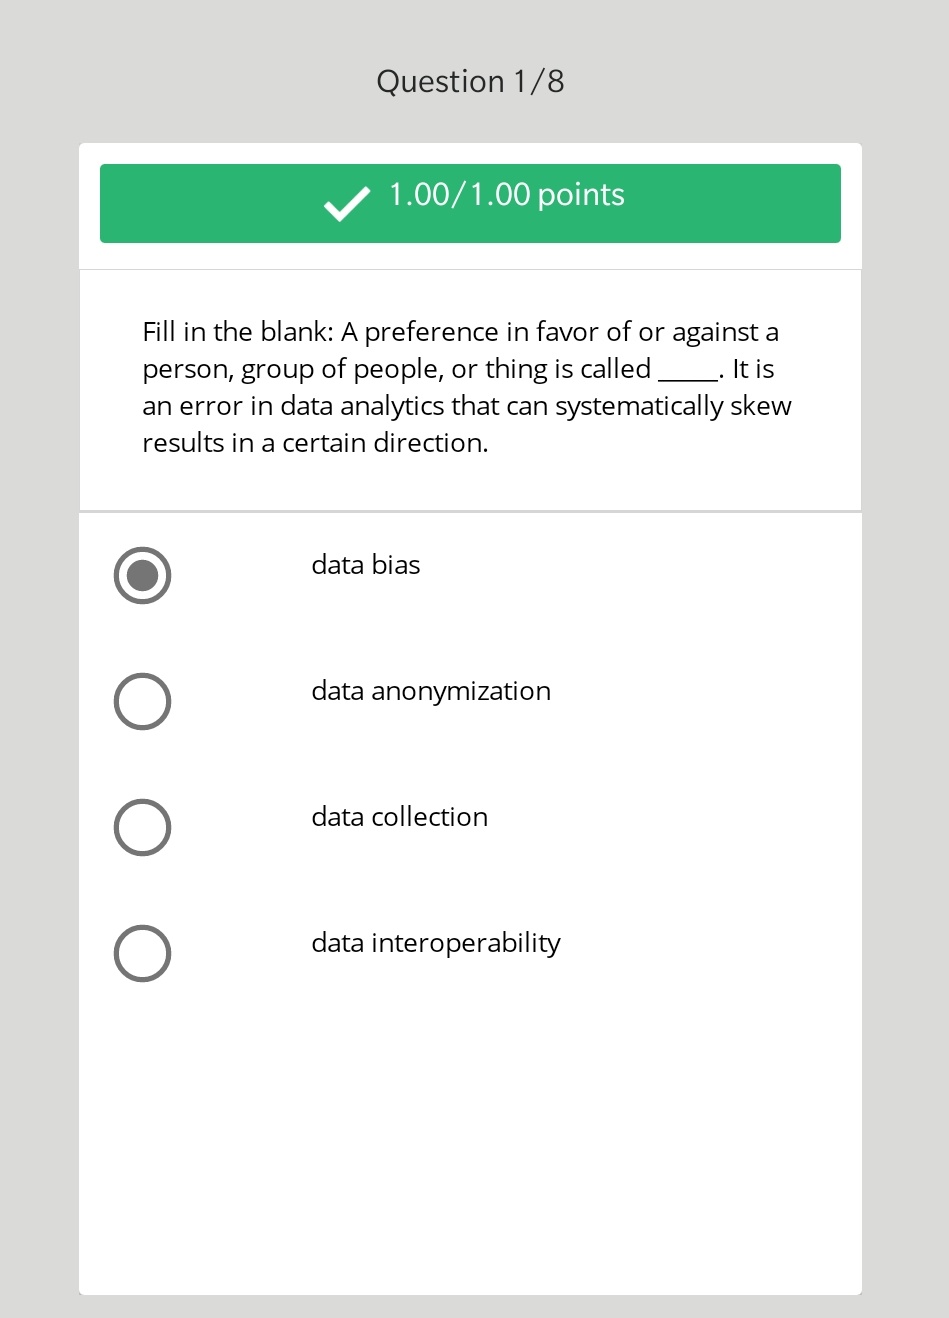 Question 1/8
1.00/1.00 points
Fill in the blank: A preference in favor of or against a
person, group of people, or thing is called _____. It is
an error in data analytics that can systematically skew
results in a certain direction.
data bias
data anonymization
data collection
data interoperability